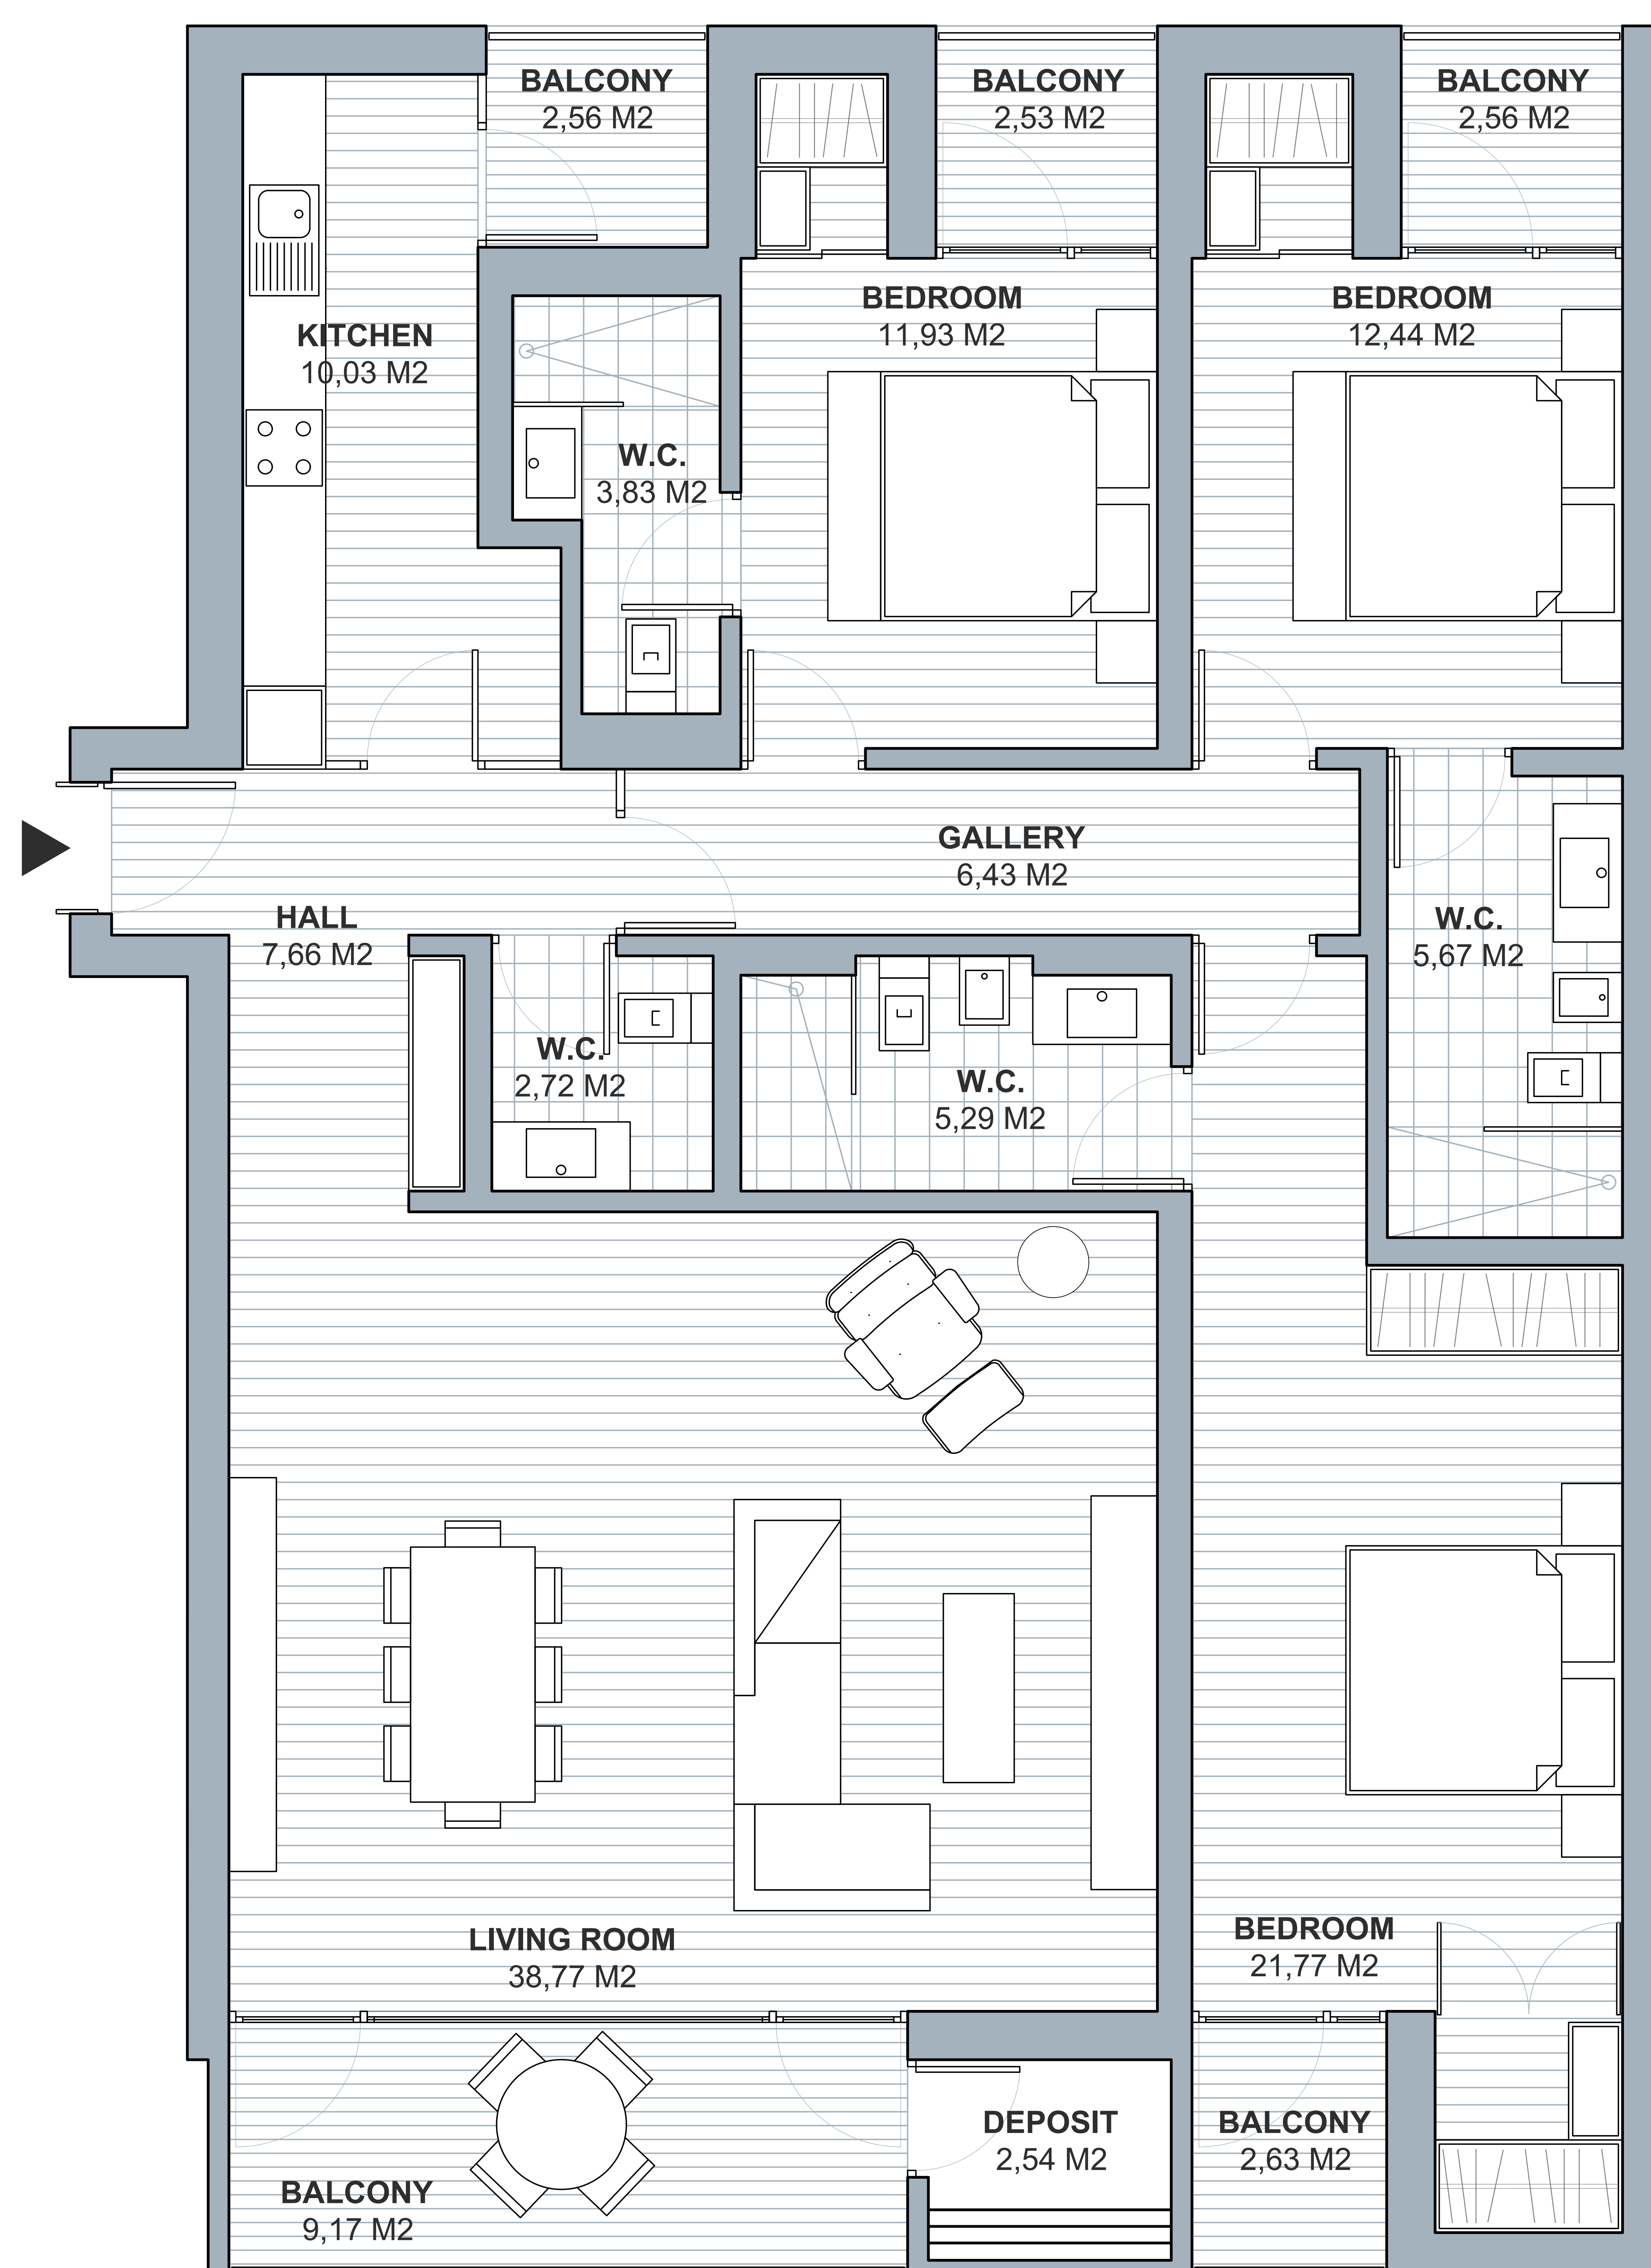 BALCONY
2,56 M2
BALCONY
2,53 M2
BALCONY
2,56 M2
KITCHEN
10,03 M2
BEDROOM
11,93 M2
BEDROOM
12,44 M2
W.C.
3,83 M2
GALLERY
6,43 M2
HALL
7,66 M2
W.C.
5,67 M2
W.C.
2,72 M2
W.C.
5,29 M2
LIVING ROOM
38,77 M2
BEDROOM
21,77 M2
DEPOSIT
2,54 M2
BALCONY
2,63 M2
BALCONY
9,17 M2